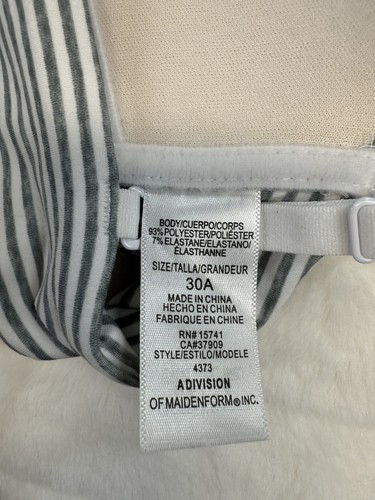 BODY/CUERPO/CORPS
93% POLYESTER/POLIÉSTER
7% ELASTANE/ELASTANO/
ÉLASTHANNE
SIZE/TALLA/GRANDEUR
30A
MADE IN CHINA
HECHO EN CHINA
FABRIQUE EN CHINE
RN# 15741
CA#37909
STYLE/ESTILO/MODELE
4373
A DIVISION
OF MAIDENFORM® INC.